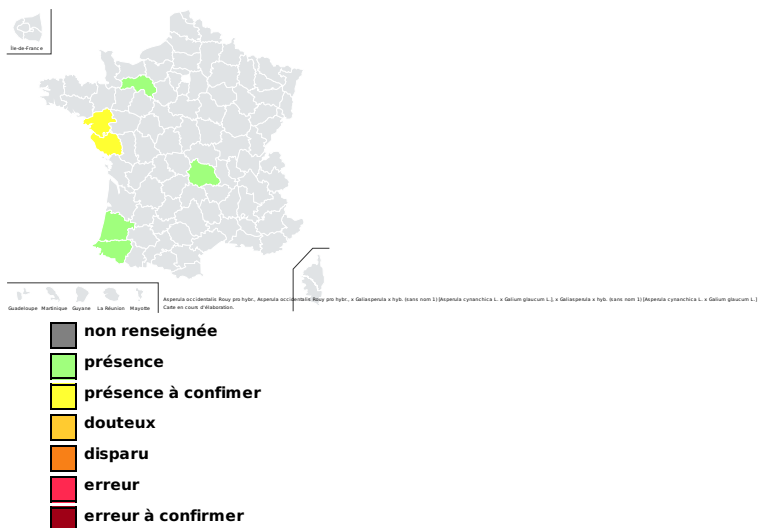 Île-de-France
Guadeloupe Martinique Guyane La Réunion Mayotte
Asperula occidentalis Rouy pro hybr., Asperula occidentalis Rouy pro hybr., x Galiasperula x hyb. (sans nom 1) [Asperula cynanchica L. x Galium glaucum L.], x Galiasperula x hyb. (sans nom 1) [Asperula cynanchica L. x Galium glaucum L.]
Carte en cours d'élaboration.
non renseignée
présence
présence à confimer
douteux
disparu
erreur
erreur à confirmer